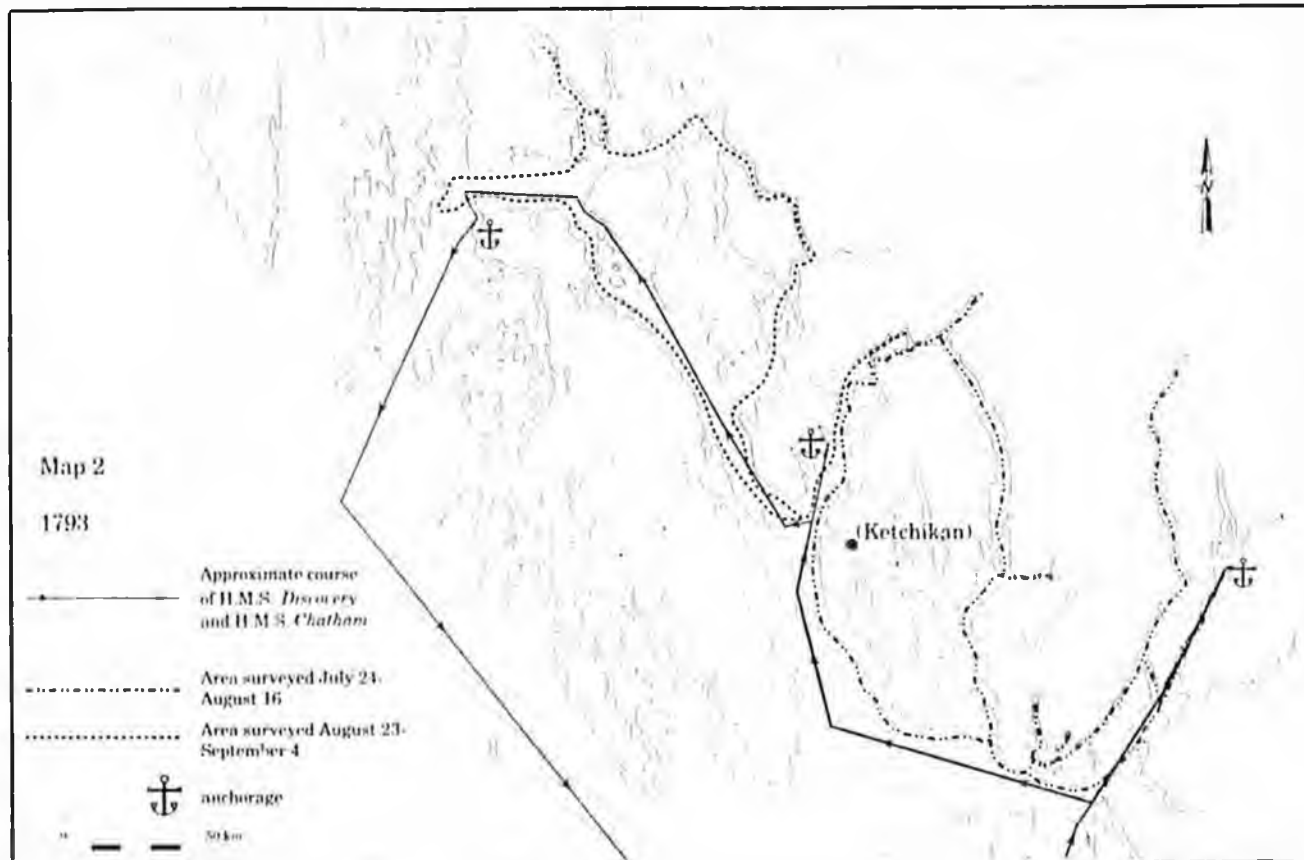 N
Map 2
1793
(Ketchikan)
Approximate course
of H.M.S. Discovery
and H.M.S. Chatham
Area surveyed July 24-
August 16
Area surveyed August 23-
September 4
anchorage
50 km